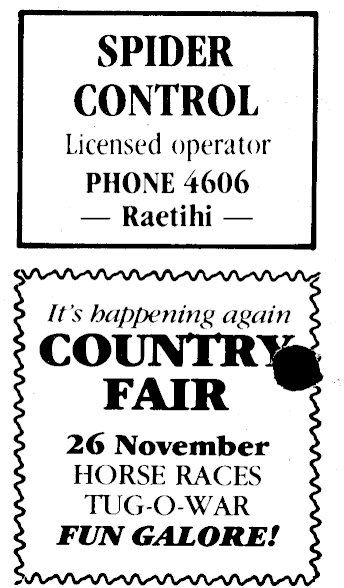 SPIDER
CONTROL
Licensed operator
PHONE 4606
— Raetihi —
It's happening again
COUNTRY
FAIR
26 November
HORSE RACES
TUG-O-WAR
FUN GALORE!